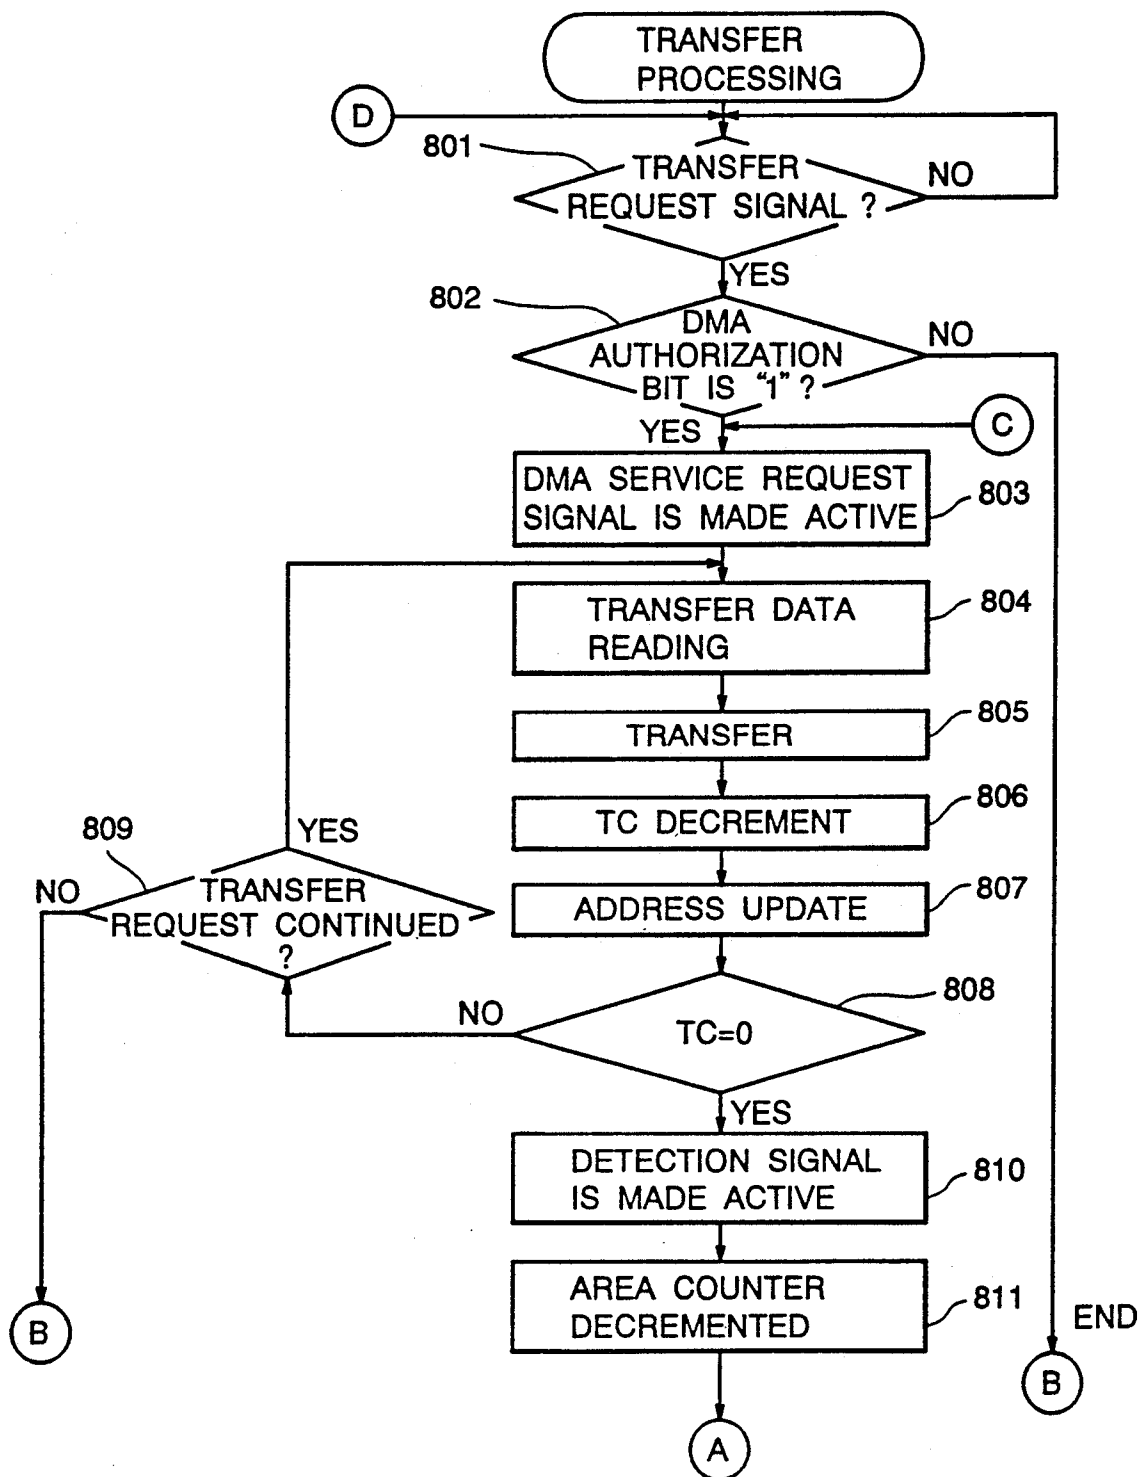 TRANSFER
PROCESSING
D
801
TRANSFER
REQUEST SIGNAL ?
NO
YES
802
DMA
AUTHORIZATION
BIT IS "1" ?
NO
YES
C
DMA SERVICE REQUEST
SIGNAL IS MADE ACTIVE
803
TRANSFER DATA
READING
804
TRANSFER
805
TC DECREMENT
806
809
YES
NO
TRANSFER
REQUEST CONTINUED
?
ADDRESS UPDATE
807
808
NO
TC=0
YES
DETECTION SIGNAL
IS MADE ACTIVE
810
AREA COUNTER
DECREMENTED
811
B
END
B
A